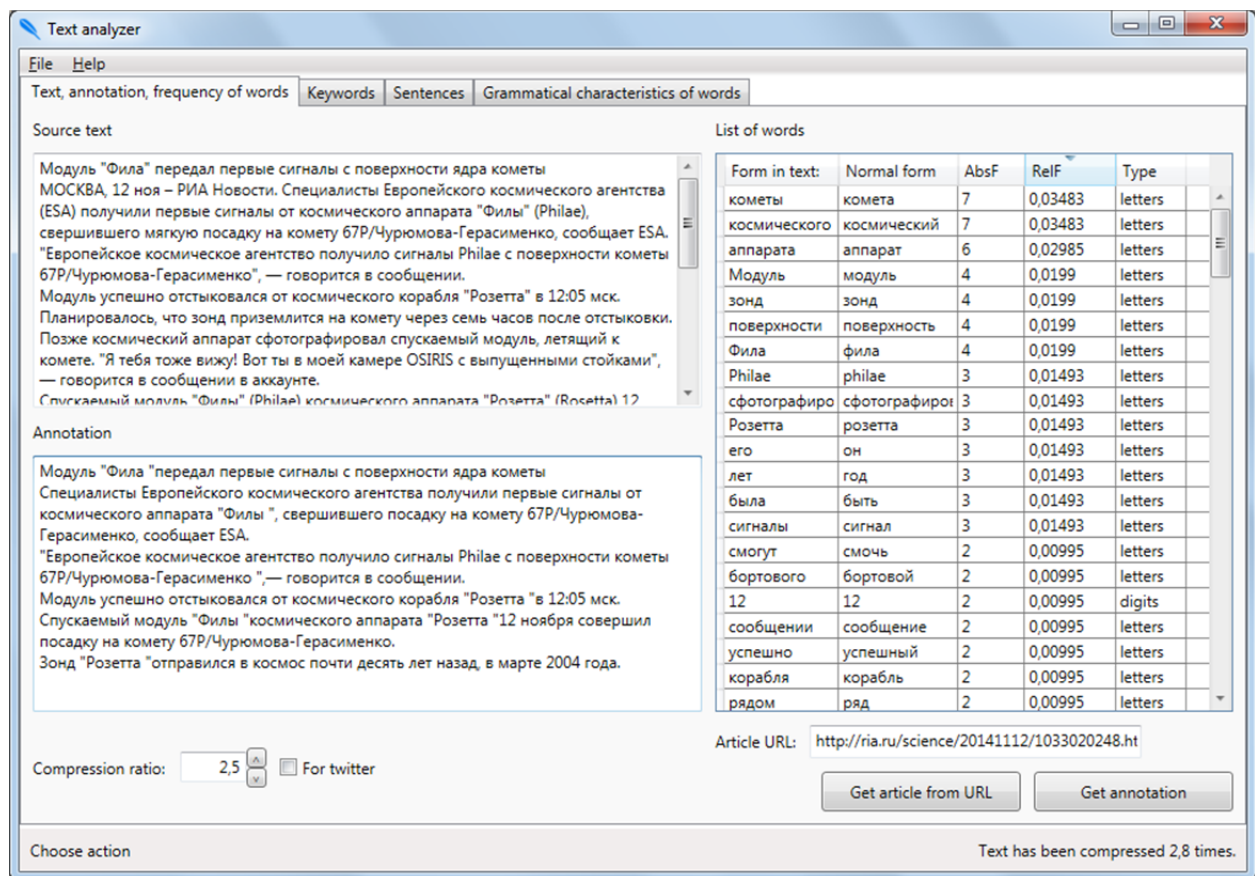 Text analyzer
File Help
Text, annotation, frequency of words Keywords Sentences Grammatical characteristics of words
Source text
Модуль "Фила" передал первые сигналы с поверхности ядра кометы
МОСКВА, 12 ноя – РИА Новости. Специалисты Европейского космического агентства
(ESA) получили первые сигналы от космического аппарата "Филы" (Philae),
свершившего мягкую посадку на комету 67Р/Чурюмова-Герасименко, сообщает ESA.
"Европейское космическое агентство получило сигналы Philae с поверхности кометы
67Р/Чурюмова-Герасименко", — говорится в сообщении.
Модуль успешно отстыковался от космического корабля "Розетта" в 12:05 мск.
Планировалось, что зонд приземлится на комету через семь часов после отстыковки.
Позже космический аппарат сфотографировал спускаемый модуль, летящий к
комете. "Я тебя тоже вижу! Вот ты в моей камере OSIRIS с выпущенными стойками",
— говорится в сообщении в аккаунте.
Спускаемый модуль "Филы" (Philae) космического аппарата "Розетта" (Rosetta) 12
Annotation
Модуль "Фила "передал первые сигналы с поверхности ядра кометы
Специалисты Европейского космического агентства получили первые сигналы от
космического аппарата "Филы ", свершившего посадку на комету 67Р/Чурюмова-
Герасименко, сообщает ESA.
"Европейское космическое агентство получило сигналы Philae с поверхности кометы
67Р/Чурюмова-Герасименко ",— говорится в сообщении.
Модуль успешно отстыковался от космического корабля "Розетта "в 12:05 мск.
Спускаемый модуль "Филы "космического аппарата "Розетта "12 ноября совершил
посадку на комету 67Р/Чурюмова-Герасименко.
Зонд "Розетта "отправился в космос почти десять лет назад, в марте 2004 года.
Compression ratio: 2,5 For twitter
List of words
Form in text: Normal form AbsF RelF Type
кометы комета 7 0,03483 letters
космического космический 7 0,03483 letters
аппарата аппарат 6 0,02985 letters
Модуль модуль 4 0,0199 letters
зонд зонд 4 0,0199 letters
поверхности поверхность 4 0,0199 letters
Фила фила 4 0,0199 letters
Philae philae 3 0,01493 letters
сфотографиро сфотографиров 3 0,01493 letters
Розетта розетта 3 0,01493 letters
его он 3 0,01493 letters
лет год 3 0,01493 letters
была быть 3 0,01493 letters
сигналы сигнал 3 0,01493 letters
смогут смочь 2 0,00995 letters
бортового бортовой 2 0,00995 letters
12 12 2 0,00995 digits
сообщении сообщение 2 0,00995 letters
успешно успешный 2 0,00995 letters
корабля корабль 2 0,00995 letters
рядом ряд 2 0,00995 letters
Article URL: http://ria.ru/science/20141112/1033020248.ht
Get article from URL Get annotation
Choose action Text has been compressed 2,8 times.